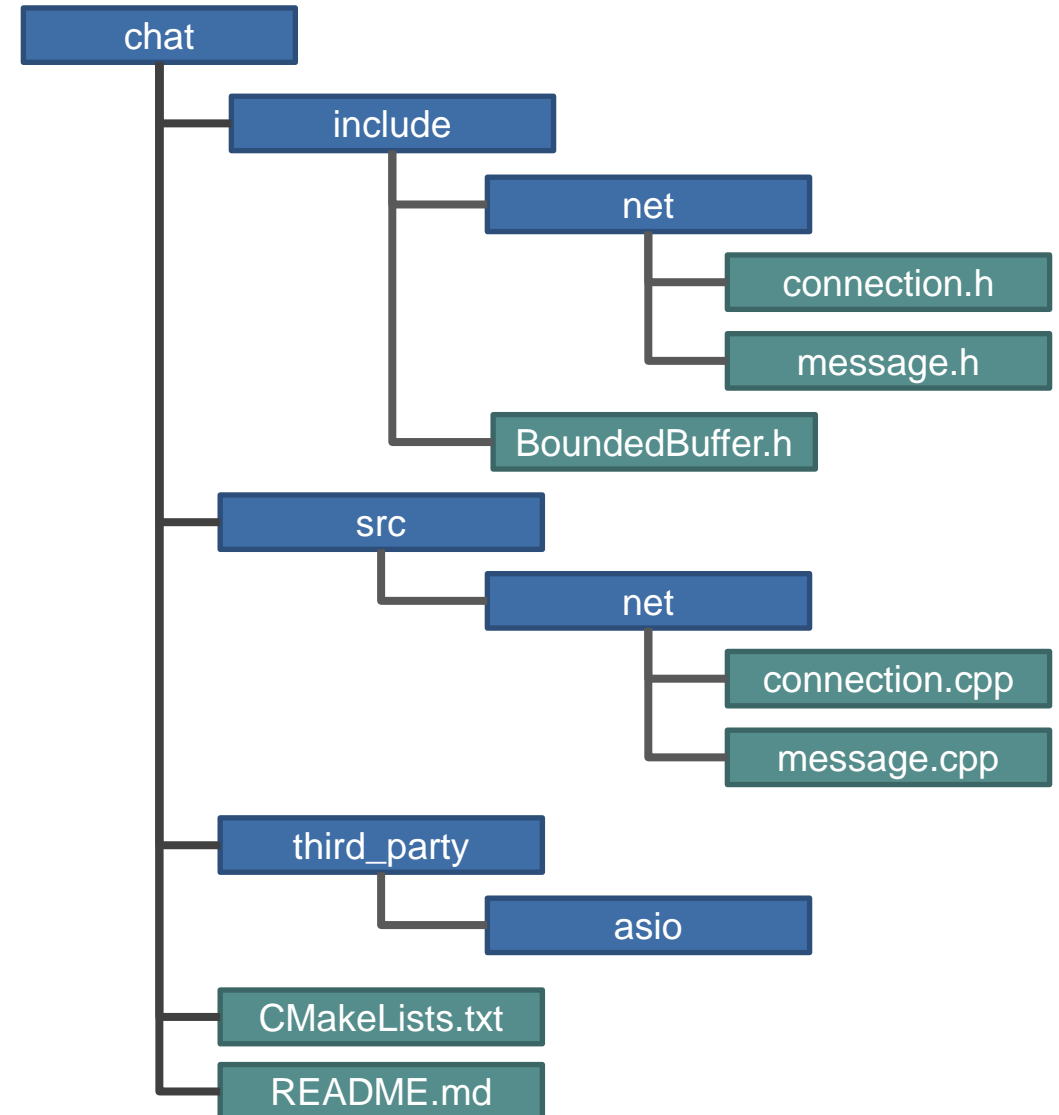 chat
include
net
connection.h
message.h
BoundedBuffer.h
src
net
connection.cpp
message.cpp
third_party
asio
CMakeLists.txt
README.md